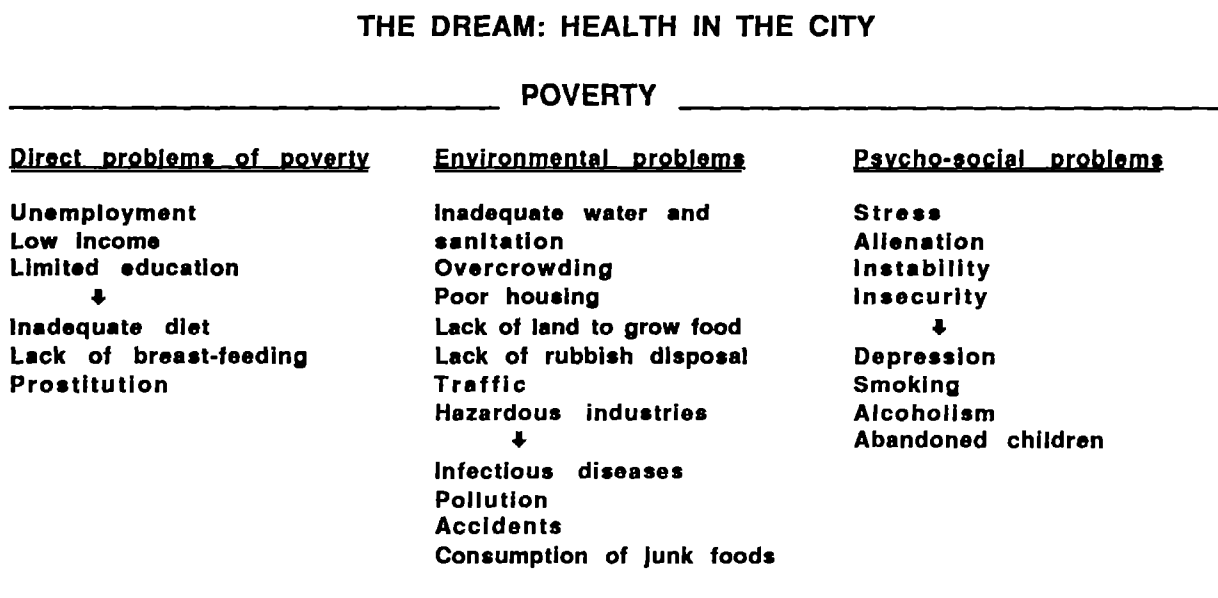 THE DREAM: HEALTH IN THE CITY
POVERTY
Direct problems of poverty
Unemployment
Low Income
Limited education
Inadequate diet
Lack of breast-feeding
Prostitution
Environmental problems
Inadequate water and
sanitation
Overcrowding
Poor housing
Lack of land to grow food
Lack of rubbish disposal
Traffic
Hazardous industries
Infectious diseases
Pollution
Accidents
Consumption of junk foods
Psycho-social problems
Stress
Alienation
Instability
Insecurity
Depression
Smoking
Alcoholism
Abandoned children